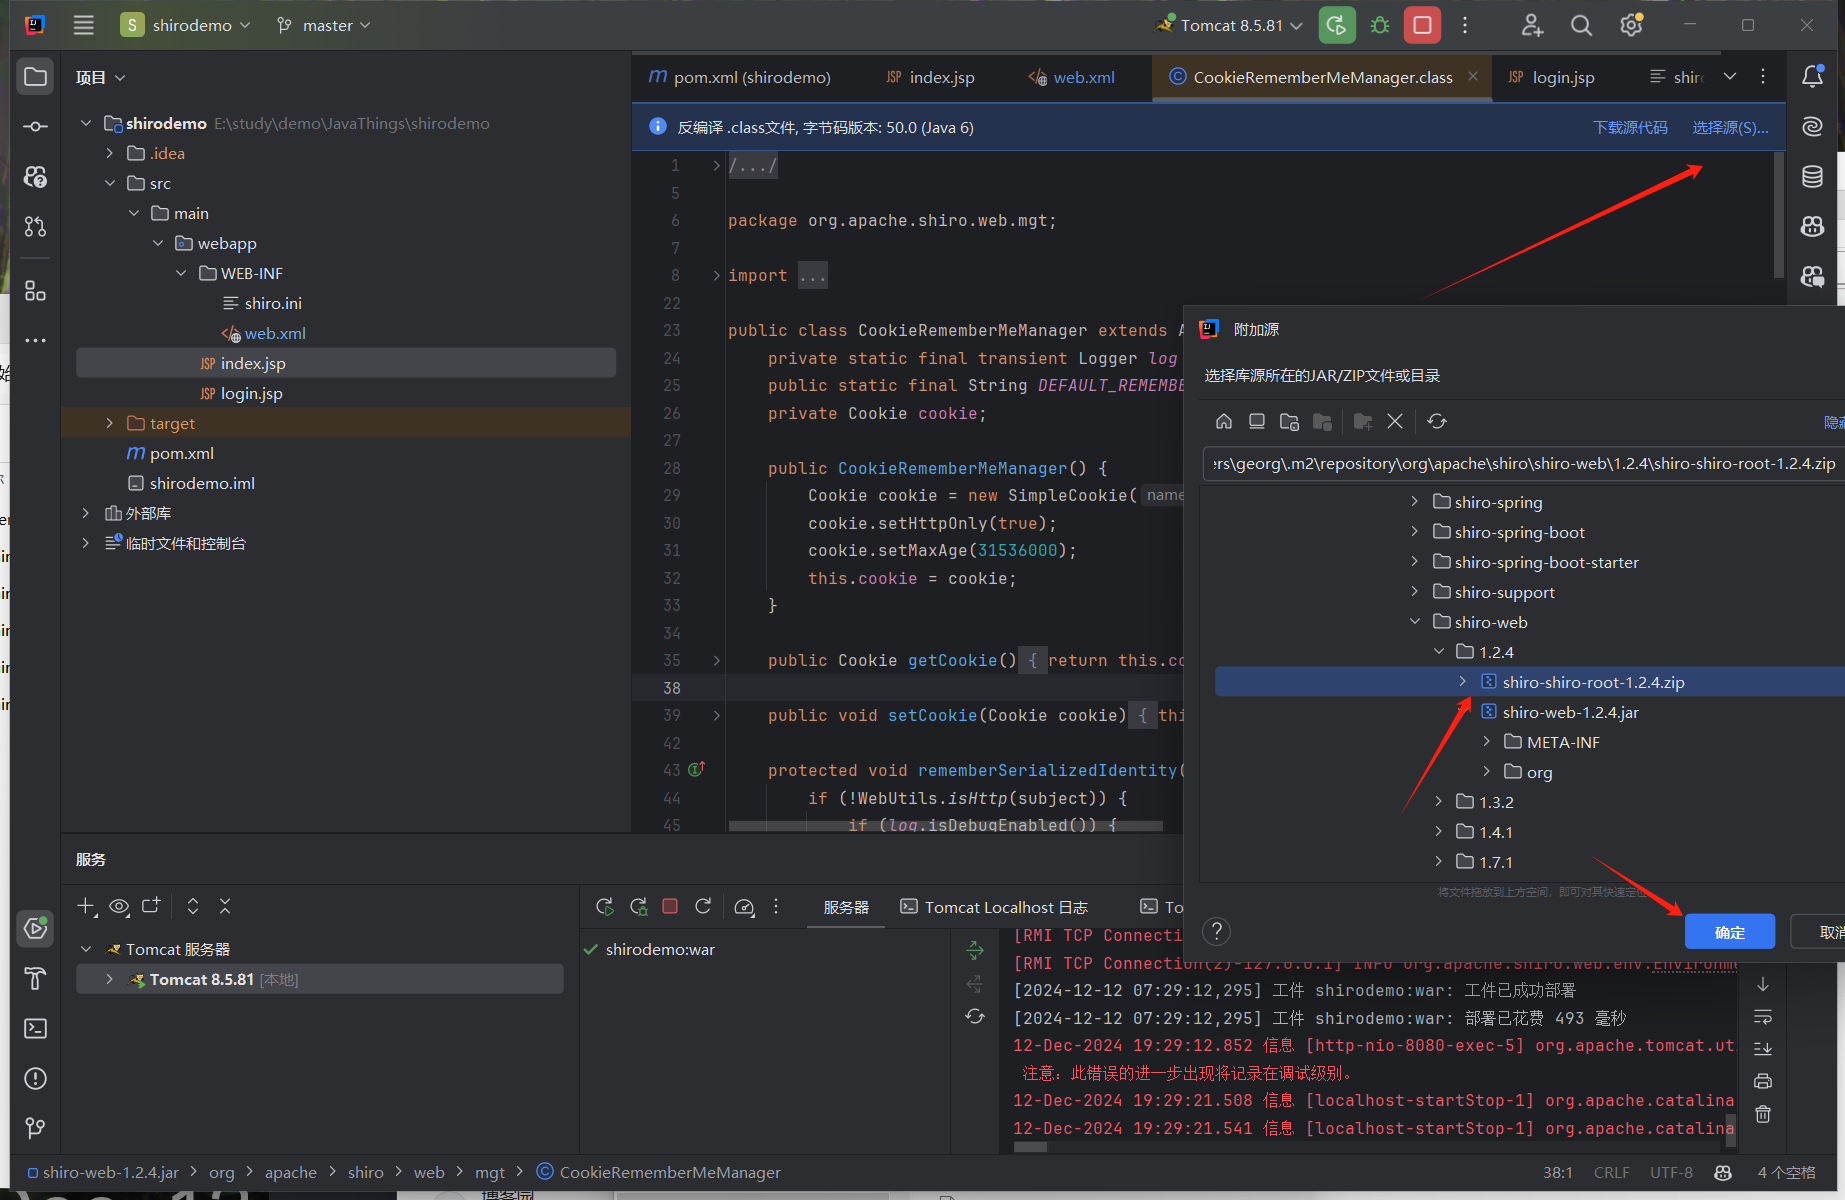 S shirodemo master Tomcat 8.5.81
项目
pom.xml (shirodemo) index.jsp web.xml CookieRememberMeManager.class login.jsp
反编译 .class文件, 字节码版本: 50.0 (Java 6) 下载源代码 选择源(S)...
shirodemo E:\study\demo\JavaThings\shirodemo
.idea
src
main
webapp
WEB-INF
shiro.ini
web.xml
JSP index.jsp
JSP login.jsp
target
m pom.xml
shirodemo.iml
外部库
临时文件和控制台
1 /.../
5
6 package org.apache.shiro.web.mgt;
7
8 import ...
22
23 public class CookieRememberMeManager extends
24 private static final transient Logger log
25 public static final String DEFAULT_REMEMBE
26 private Cookie cookie;
27
28 public CookieRememberMeManager() {
29 Cookie cookie = new SimpleCookie( name
30 cookie.setHttpOnly(true);
31 cookie.setMaxAge(31536000);
32 this.cookie = cookie;
33 }
34
35 public Cookie getCookie() { return this.co
38
39 public void setCookie(Cookie cookie) { thi
42
43 protected void rememberSerializedIdentity(
44 if (!WebUtils.isHttp(subject)) {
45 if (log.isDebugEnabled()) {
附加源
选择库源所在的JAR/ZIP文件或目录
ers\georg\.m2\repository\org\apache\shiro\shiro-web\1.2.4\shiro-shiro-root-1.2.4.zip
shiro-spring
shiro-spring-boot
shiro-spring-boot-starter
shiro-support
shiro-web
1.2.4
shiro-shiro-root-1.2.4.zip
shiro-web-1.2.4.jar
META-INF
org
1.3.2
1.4.1
1.7.1
将文件拖放到上方空间，即可对其快速定位
? 确定 取消
服务
Tomcat 服务器
Tomcat 8.5.81 [本地]
服务器 Tomcat Localhost 日志 To
shirodemo:war
[RMI TCP Connecti
[RMI TCP Connection(2)-127.0.0.1] INFO org.apache.shiro.web.env.Environme
[2024-12-12 07:29:12,295] 工件 shirodemo:war: 工件已成功部署
[2024-12-12 07:29:12,295] 工件 shirodemo:war: 部署已花费 493 毫秒
12-Dec-2024 19:29:12.852 信息 [http-nio-8080-exec-5] org.apache.tomcat.ut
注意：此错误的进一步出现将记录在调试级别。
12-Dec-2024 19:29:21.508 信息 [localhost-startStop-1] org.apache.catalina
12-Dec-2024 19:29:21.541 信息 [localhost-startStop-1] org.apache.catalina
shiro-web-1.2.4.jar org apache shiro web mgt CookieRememberMeManager 38:1 CRLF UTF-8 4 个空格